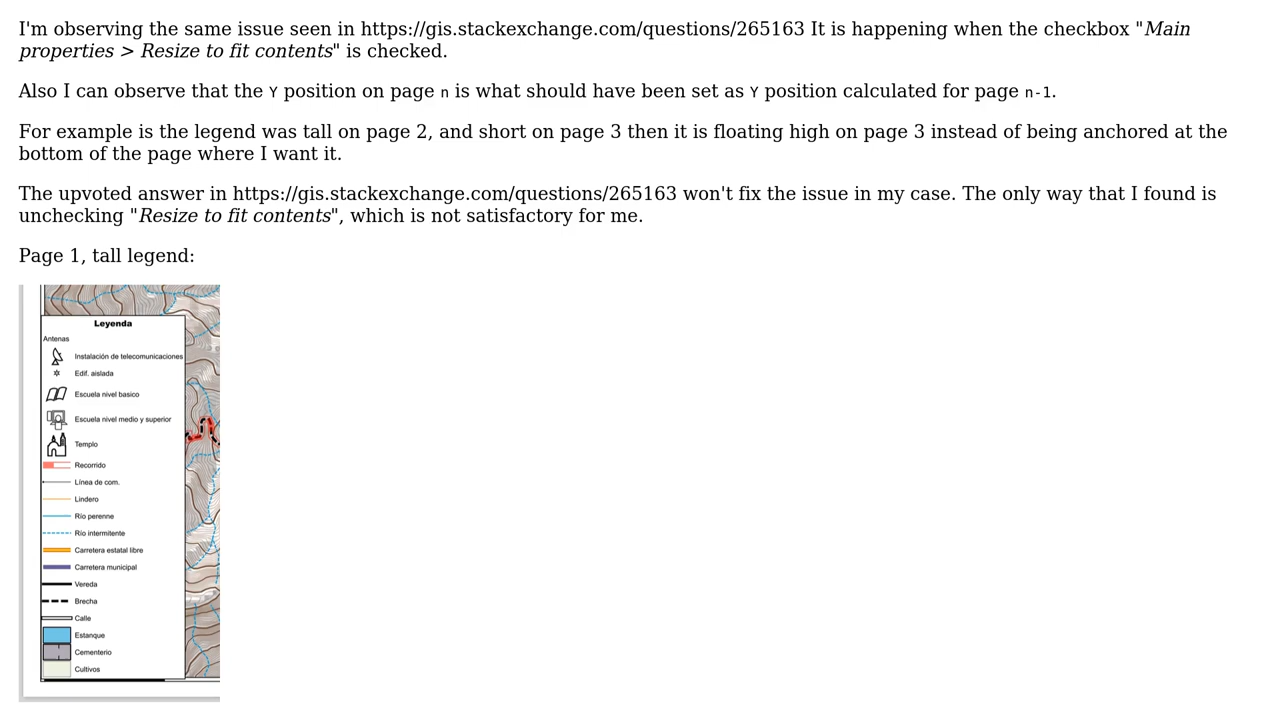 I'm observing the same issue seen in https://gis.stackexchange.com/questions/265163 It is happening when the checkbox "Main
properties > Resize to fit contents" is checked.
Also I can observe that the Y position on page n is what should have been set as Y position calculated for page n-1.
For example is the legend was tall on page 2, and short on page 3 then it is floating high on page 3 instead of being anchored at the
bottom of the page where I want it.
The upvoted answer in https://gis.stackexchange.com/questions/265163 won't fix the issue in my case. The only way that I found is
unchecking "Resize to fit contents", which is not satisfactory for me.
Page 1, tall legend:
Leyenda
Antenas
Instalación de telecomunicaciones
Edif. aislada
Escuela nivel basico
Escuela nivel medio y superior
Templo
Recorrido
Línea de com.
Lindero
Río perenne
Río intermitente
Carretera estatal libre
Carretera municipal
Vereda
Brecha
Calle
Estanque
Cementerio
Cultivos